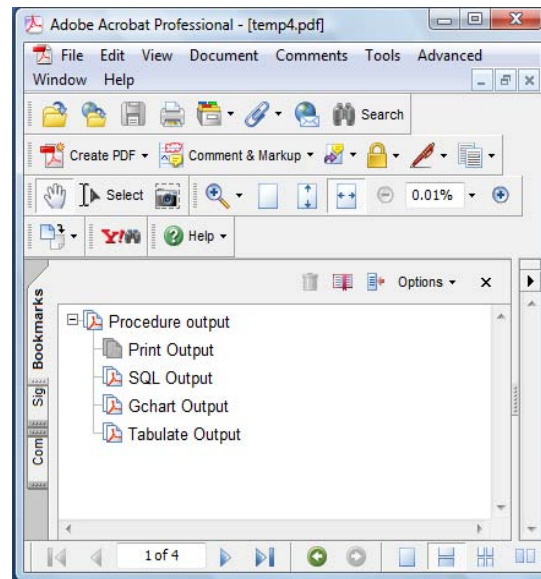 Adobe Acrobat Professional - [temp4.pdf]
File Edit View Document Comments Tools Advanced
Window Help
Search
Create PDF Comment & Markup
Select 0.01%
Y! Help
Options x
Bookmarks
Sig
Com
Procedure output
Print Output
SQL Output
Gchart Output
Tabulate Output
1 of 4